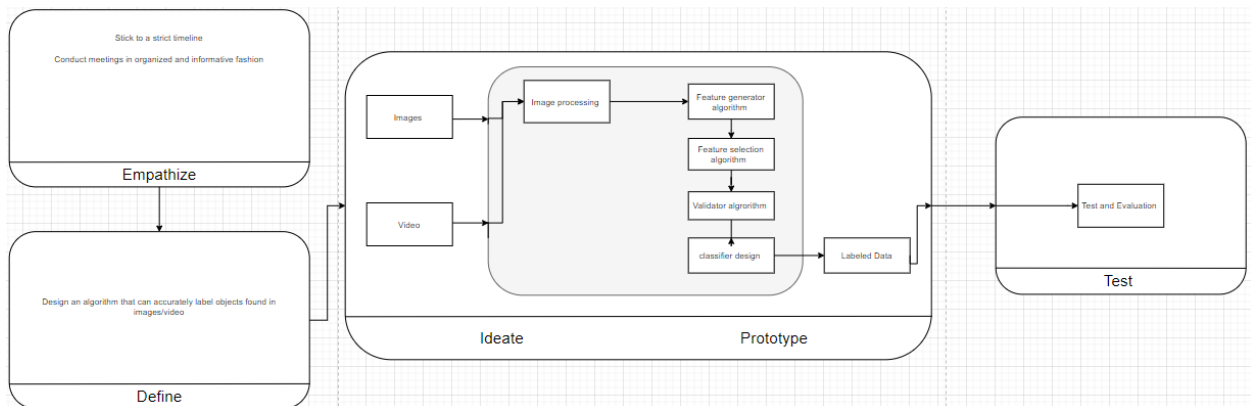 Stick to a strict timeline
Conduct meetings in organized and informative fashion
Empathize
Design an algorithm that can accurately label objects found in
images/video
Define
Images
Video
Image processing
Feature generator
algorithm
Feature selection
algorithm
Validator algorithm
classifier design
Labeled Data
Ideate
Prototype
Test and Evaluation
Test